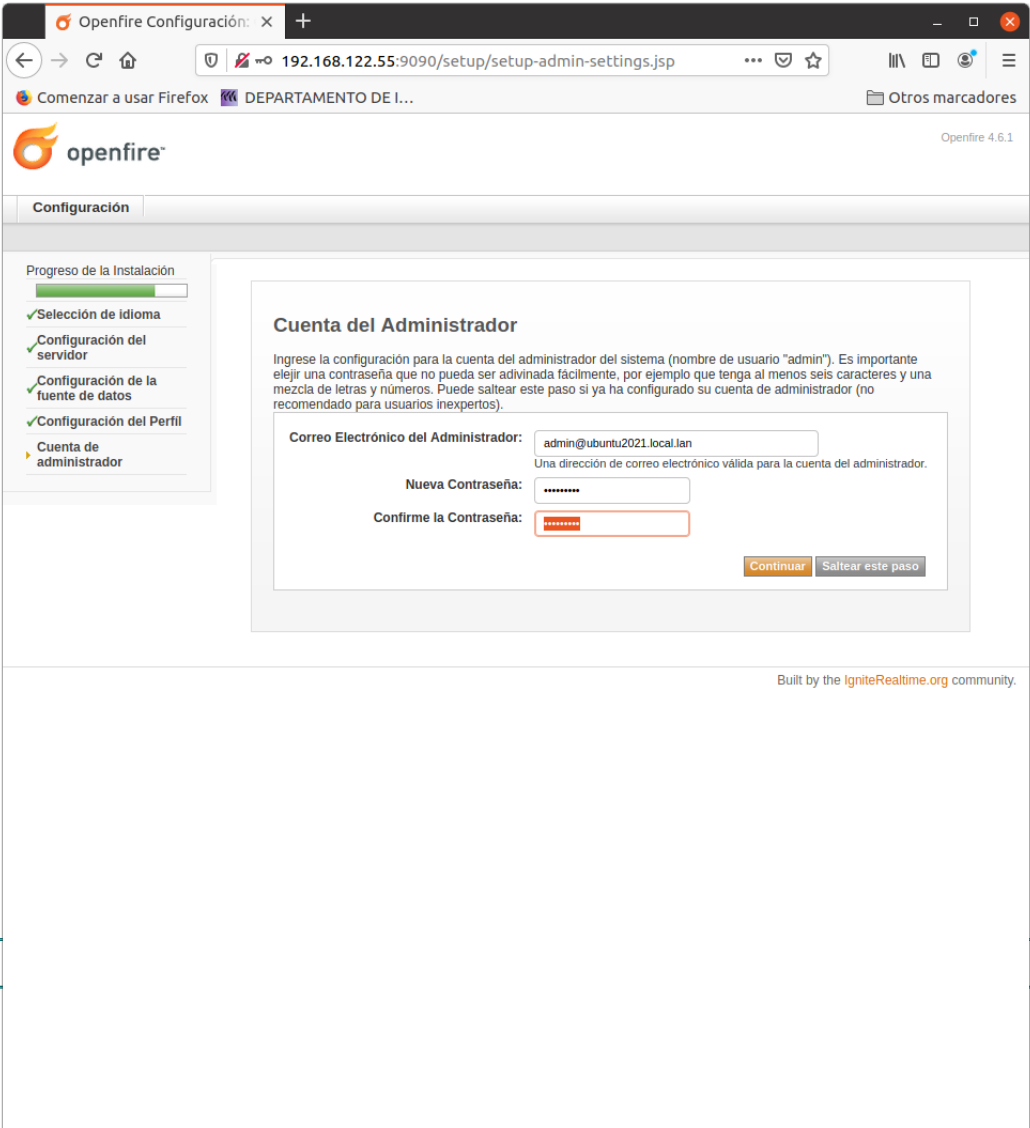 Openfire Configuración:
192.168.122.55:9090/setup/setup-admin-settings.jsp
Comenzar a usar Firefox
DEPARTAMENTO DE I...
Otros marcadores
openfire™
Openfire 4.6.1
Configuración
Progreso de la Instalación
Selección de idioma
Configuración del
servidor
Configuración de la
fuente de datos
Configuración del Perfíl
Cuenta de
administrador
Cuenta del Administrador
Ingrese la configuración para la cuenta del administrador del sistema (nombre de usuario "admin"). Es importante
elejir una contraseña que no pueda ser adivinada fácilmente, por ejemplo que tenga al menos seis caracteres y una
mezcla de letras y números. Puede saltear este paso si ya ha configurado su cuenta de administrador (no
recomendado para usuarios inexpertos).
Correo Electrónico del Administrador:
admin@ubuntu2021.local.lan
Una dirección de correo electrónico válida para la cuenta del administrador.
Nueva Contraseña:
•••••••••
Confirme la Contraseña:
•••••••••
Continuar
Saltear este paso
Built by the IgniteRealtime.org community.